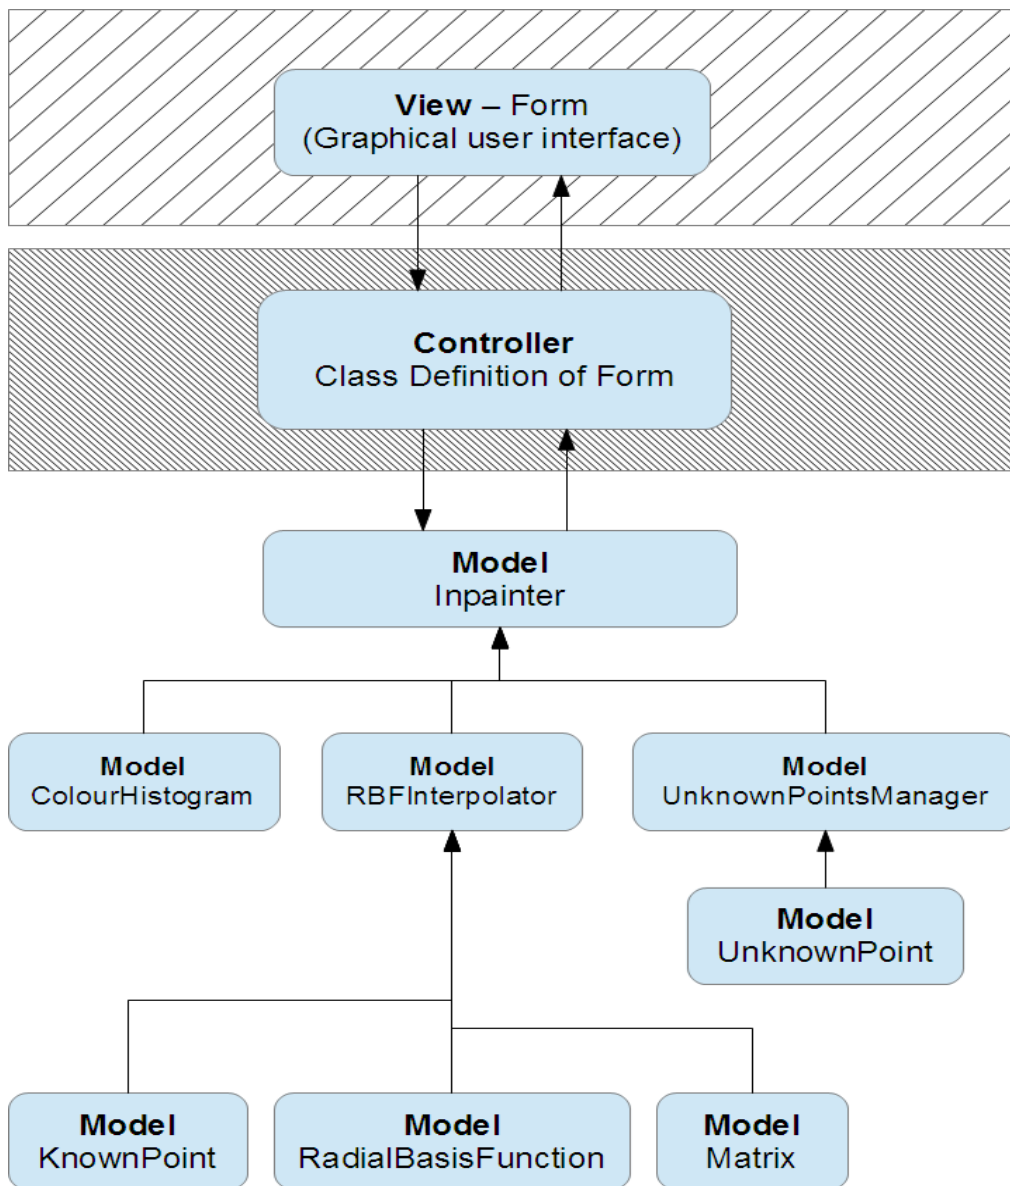 View – Form
(Graphical user interface)
Controller
Class Definition of Form
Model
Inpainter
Model
ColourHistogram
Model
RBFInterpolator
Model
UnknownPointsManager
Model
UnknownPoint
Model
KnownPoint
Model
RadialBasisFunction
Model
Matrix